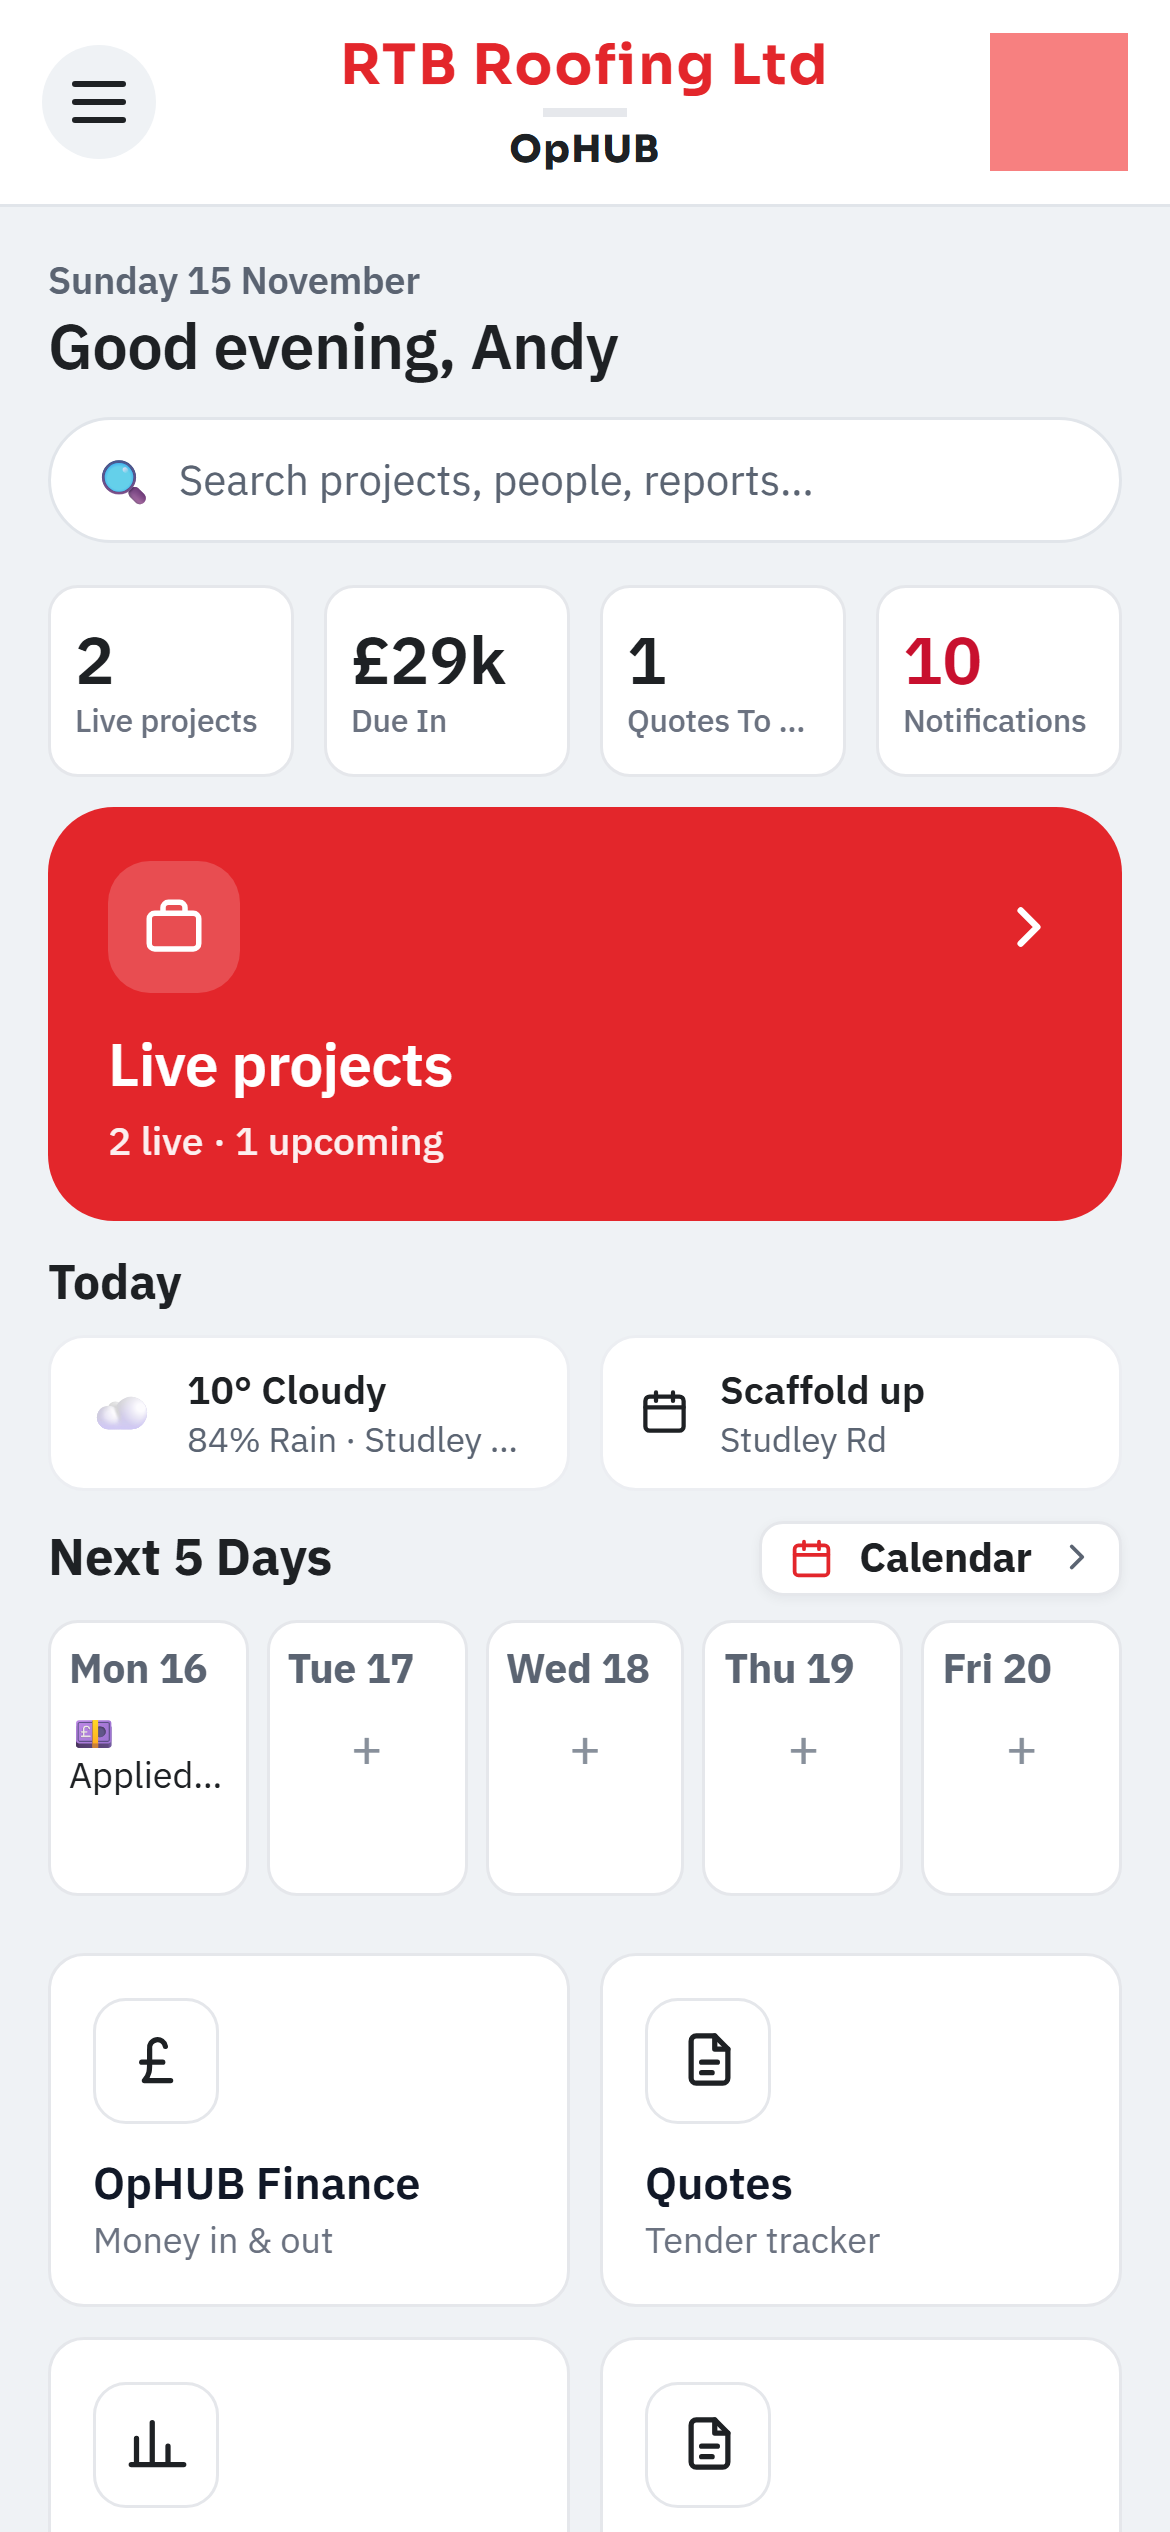 RTB Roofing Ltd
OpHUB
Sunday 15 November
Good evening, Andy
Search projects, people, reports...
2
Live projects
£29k
Due In
1
Quotes To ...
10
Notifications
Live projects
2 live · 1 upcoming
Today
10° Cloudy
84% Rain · Studley ...
Scaffold up
Studley Rd
Next 5 Days
Calendar
Mon 16
Applied...
Tue 17
+
Wed 18
+
Thu 19
+
Fri 20
+
£
OpHUB Finance
Money in & out
Quotes
Tender tracker